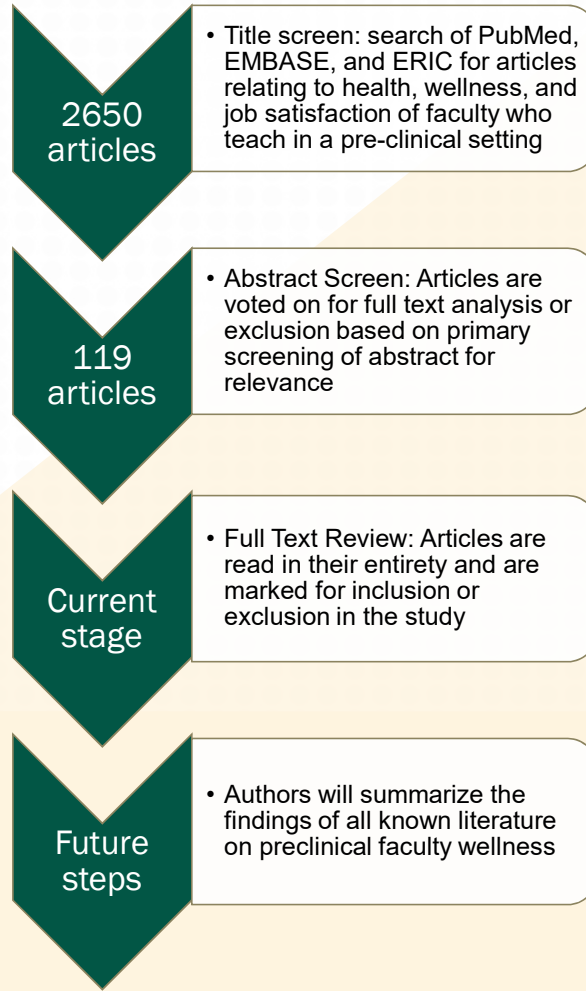 2650
articles
• Title screen: search of PubMed,
EMBASE, and ERIC for articles
relating to health, wellness, and
job satisfaction of faculty who
teach in a pre-clinical setting
119
articles
• Abstract Screen: Articles are
voted on for full text analysis or
exclusion based on primary
screening of abstract for
relevance
Current
stage
• Full Text Review: Articles are
read in their entirety and are
marked for inclusion or
exclusion in the study
Future
steps
• Authors will summarize the
findings of all known literature
on preclinical faculty wellness